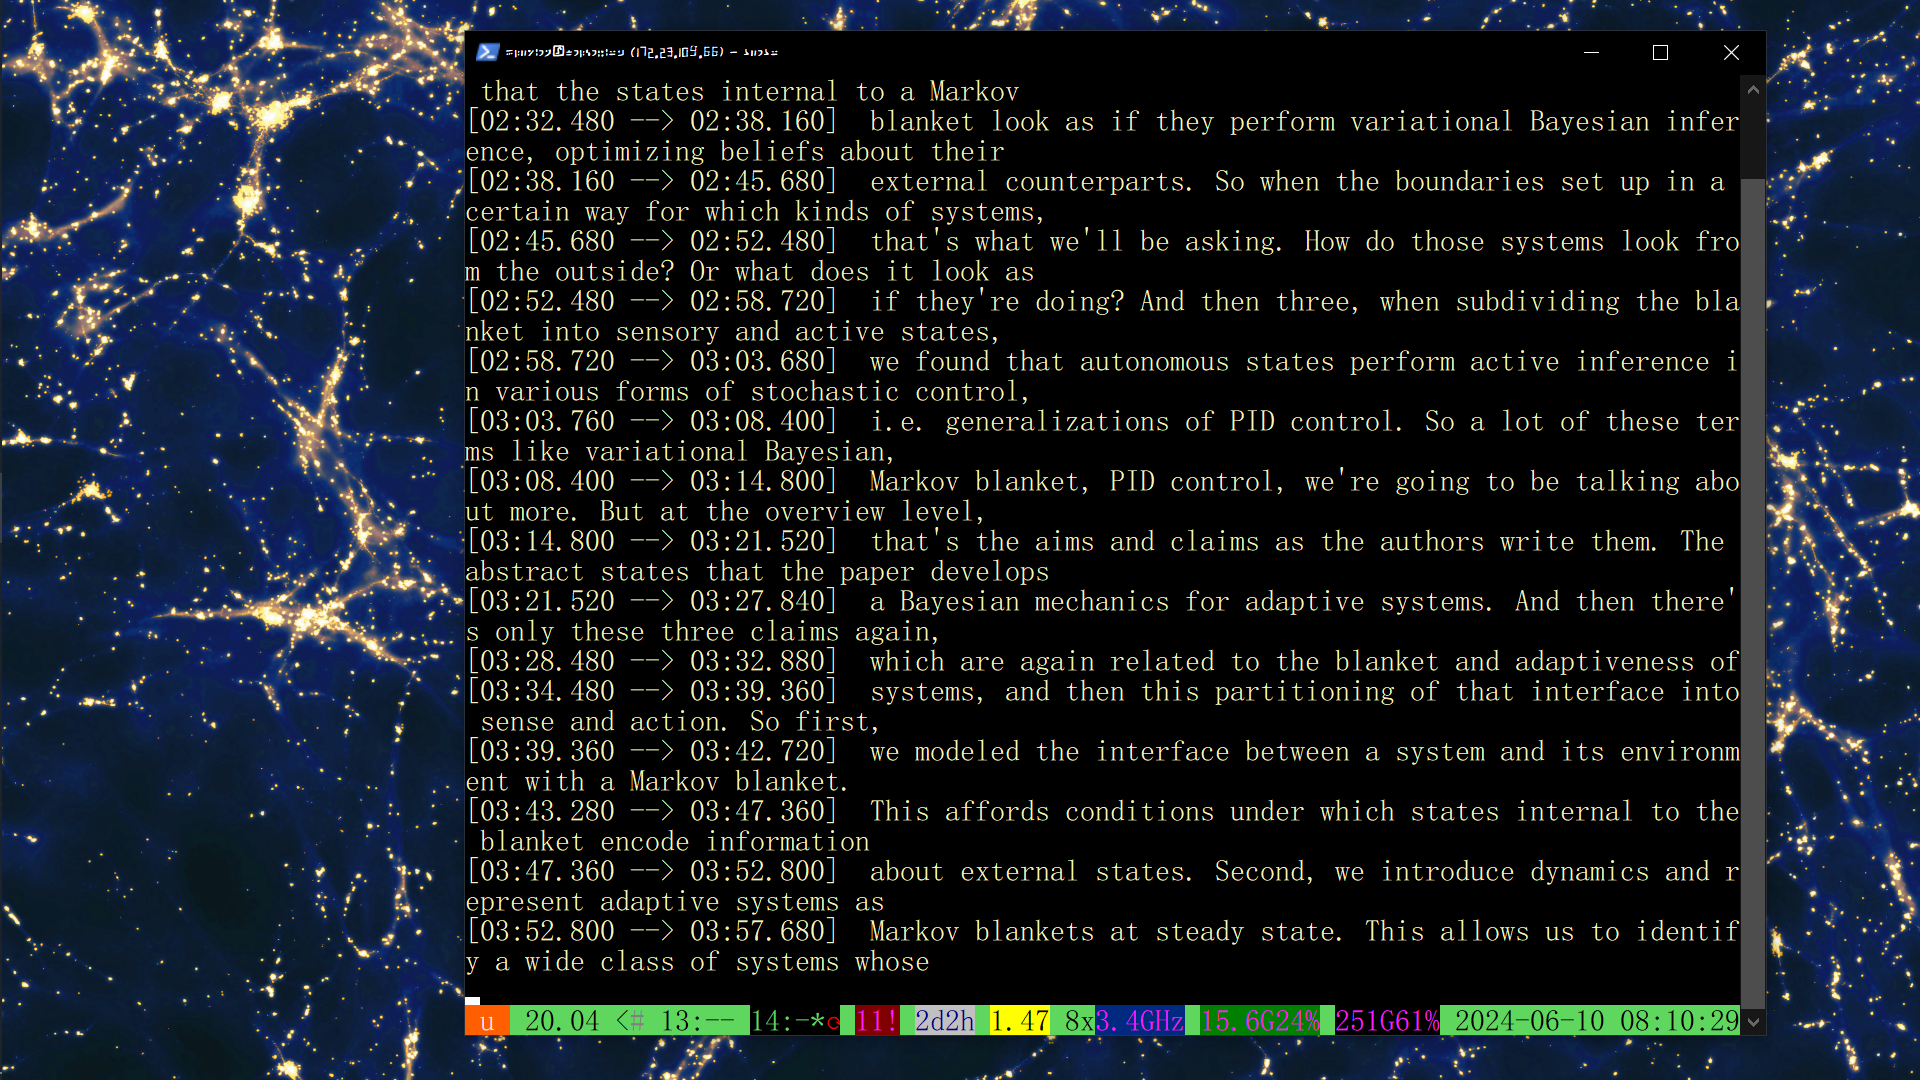 (172.23.109.66) -
that the states internal to a Markov
[02:32.480 --> 02:38.160]  blanket look as if they perform variational Bayesian infer
ence, optimizing beliefs about their
[02:38.160 --> 02:45.680]  external counterparts. So when the boundaries set up in a
certain way for which kinds of systems,
[02:45.680 --> 02:52.480]  that's what we'll be asking. How do those systems look fro
m the outside? Or what does it look as
[02:52.480 --> 02:58.720]  if they're doing? And then three, when subdividing the bla
nket into sensory and active states,
[02:58.720 --> 03:03.680]  we found that autonomous states perform active inference i
n various forms of stochastic control,
[03:03.760 --> 03:08.400]  i.e. generalizations of PID control. So a lot of these ter
ms like variational Bayesian,
[03:08.400 --> 03:14.800]  Markov blanket, PID control, we're going to be talking abo
ut more. But at the overview level,
[03:14.800 --> 03:21.520]  that's the aims and claims as the authors write them. The
abstract states that the paper develops
[03:21.520 --> 03:27.840]  a Bayesian mechanics for adaptive systems. And then there'
s only these three claims again,
[03:28.480 --> 03:32.880]  which are again related to the blanket and adaptiveness of
[03:34.480 --> 03:39.360]  systems, and then this partitioning of that interface into
sense and action. So first,
[03:39.360 --> 03:42.720]  we modeled the interface between a system and its environm
ent with a Markov blanket.
[03:43.280 --> 03:47.360]  This affords conditions under which states internal to the
blanket encode information
[03:47.360 --> 03:52.800]  about external states. Second, we introduce dynamics and r
epresent adaptive systems as
[03:52.800 --> 03:57.680]  Markov blankets at steady state. This allows us to identif
y a wide class of systems whose
u 20.04 <# 13:-- 14:-* 11! 2d2h 1.47 8x3.4GHz 15.6G24% 251G61% 2024-06-10 08:10:29